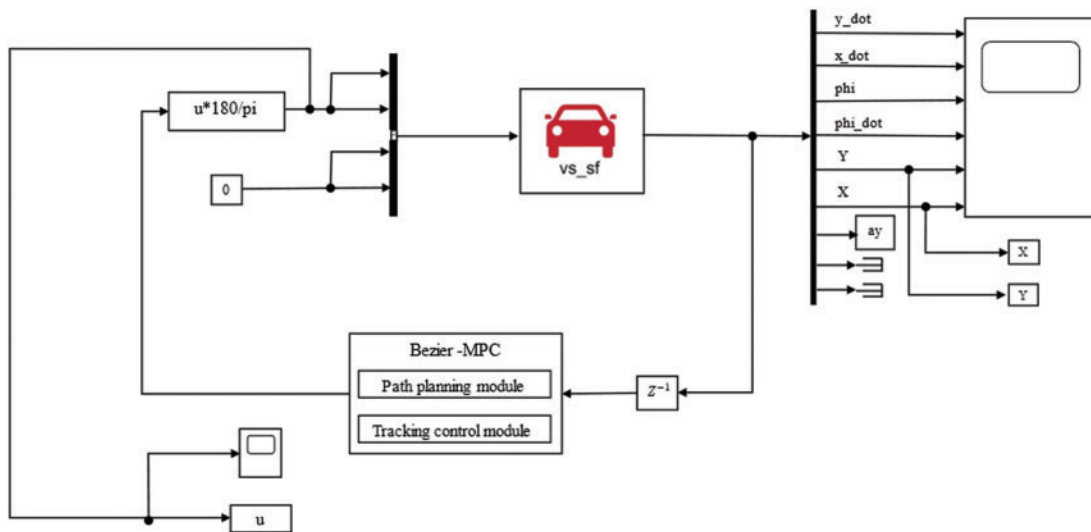 y_dot
x_dot
phi
phi_dot
Y
X
ay
X
Y
u*180/pi
0
vs_sf
Bezier -MPC
Path planning module
Tracking control module
Z⁻¹
u